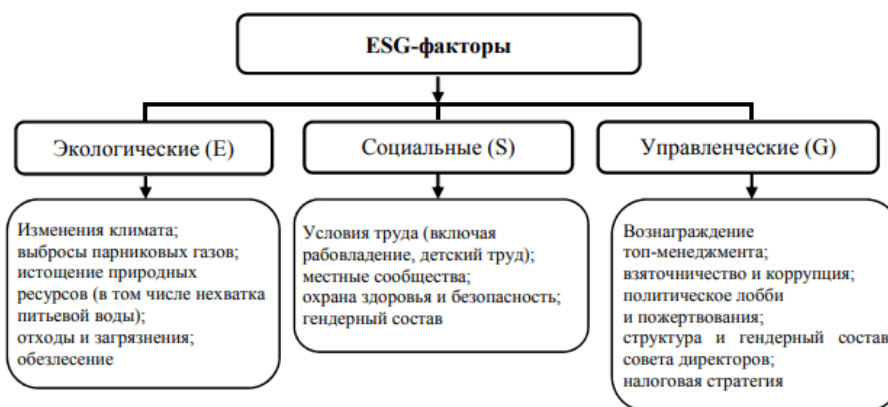 ESG-факторы
Экологические (E)
Социальные (S)
Управленческие (G)
Изменения климата;
выбросы парниковых газов;
истощение природных
ресурсов (в том числе нехватка
питьевой воды);
отходы и загрязнения;
обезлесение
Условия труда (включая
рабовладение, детский труд);
местные сообщества;
охрана здоровья и безопасность;
гендерный состав
Вознаграждение
топ-менеджмента;
взяточничество и коррупция;
политическое лобби
и пожертвования;
структура и гендерный состав
совета директоров;
налоговая стратегия